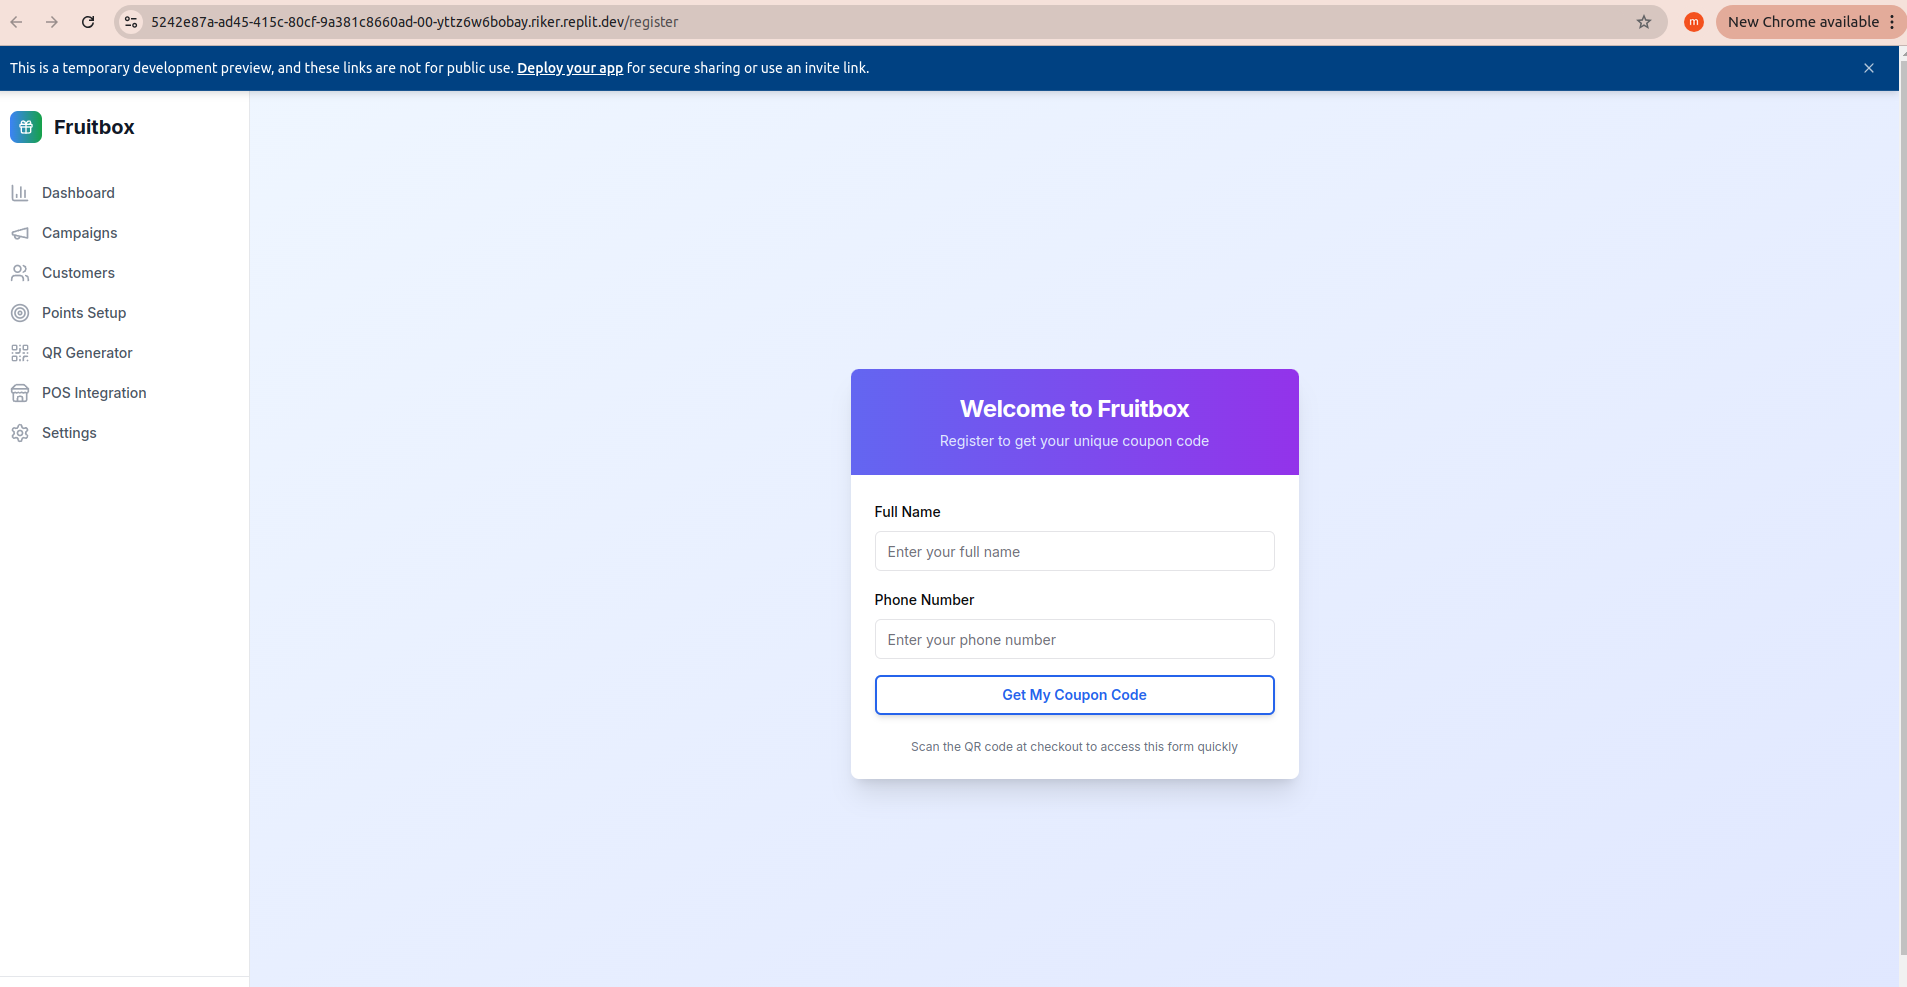 5242e87a-ad45-415c-80cf-9a381c8660ad-00-yttz6w6bobay.riker.replit.dev/register
m
New Chrome available
This is a temporary development preview, and these links are not for public use. Deploy your app for secure sharing or use an invite link.
Fruitbox
Dashboard
Campaigns
Customers
Points Setup
QR Generator
POS Integration
Settings
Welcome to Fruitbox
Register to get your unique coupon code
Full Name
Enter your full name
Phone Number
Enter your phone number
Get My Coupon Code
Scan the QR code at checkout to access this form quickly